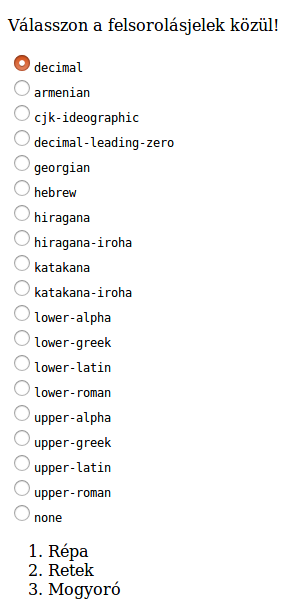 Válasszon a felsorolásjelek közül!
decimal
armenian
cjk-ideographic
decimal-leading-zero
georgian
hebrew
hiragana
hiragana-iroha
katakana
katakana-iroha
lower-alpha
lower-greek
lower-latin
lower-roman
upper-alpha
upper-greek
upper-latin
upper-roman
none
1. Répa
2. Retek
3. Mogyoró